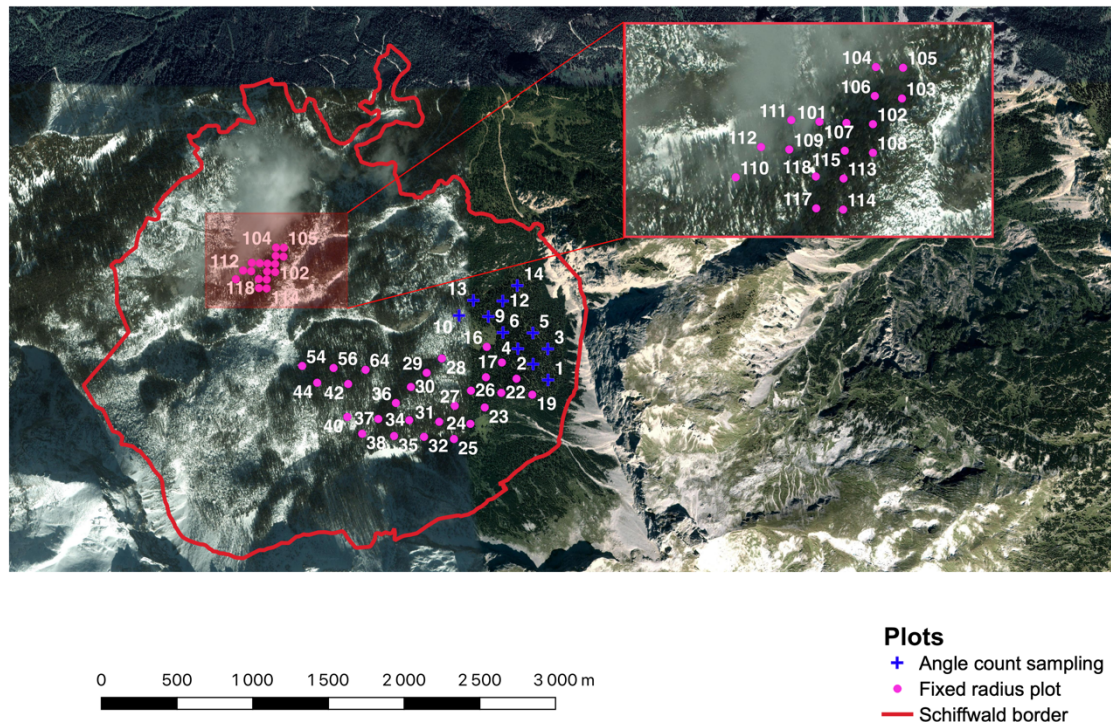 104 105
106 103
111 101 102
107
112 109 108
110 118 115 113
117 114
104 105
112 102
118
14
13 12
10 9 6 5
16 4 3
54 56 64 29 28 17 2 1
44 42 30 26 22 19
36 27 23
40 37 34 31 24
38 35 32 25
0 500 1 000 1 500 2 000 2 500 3 000 m
Plots
Angle count sampling
Fixed radius plot
Schiffwald border